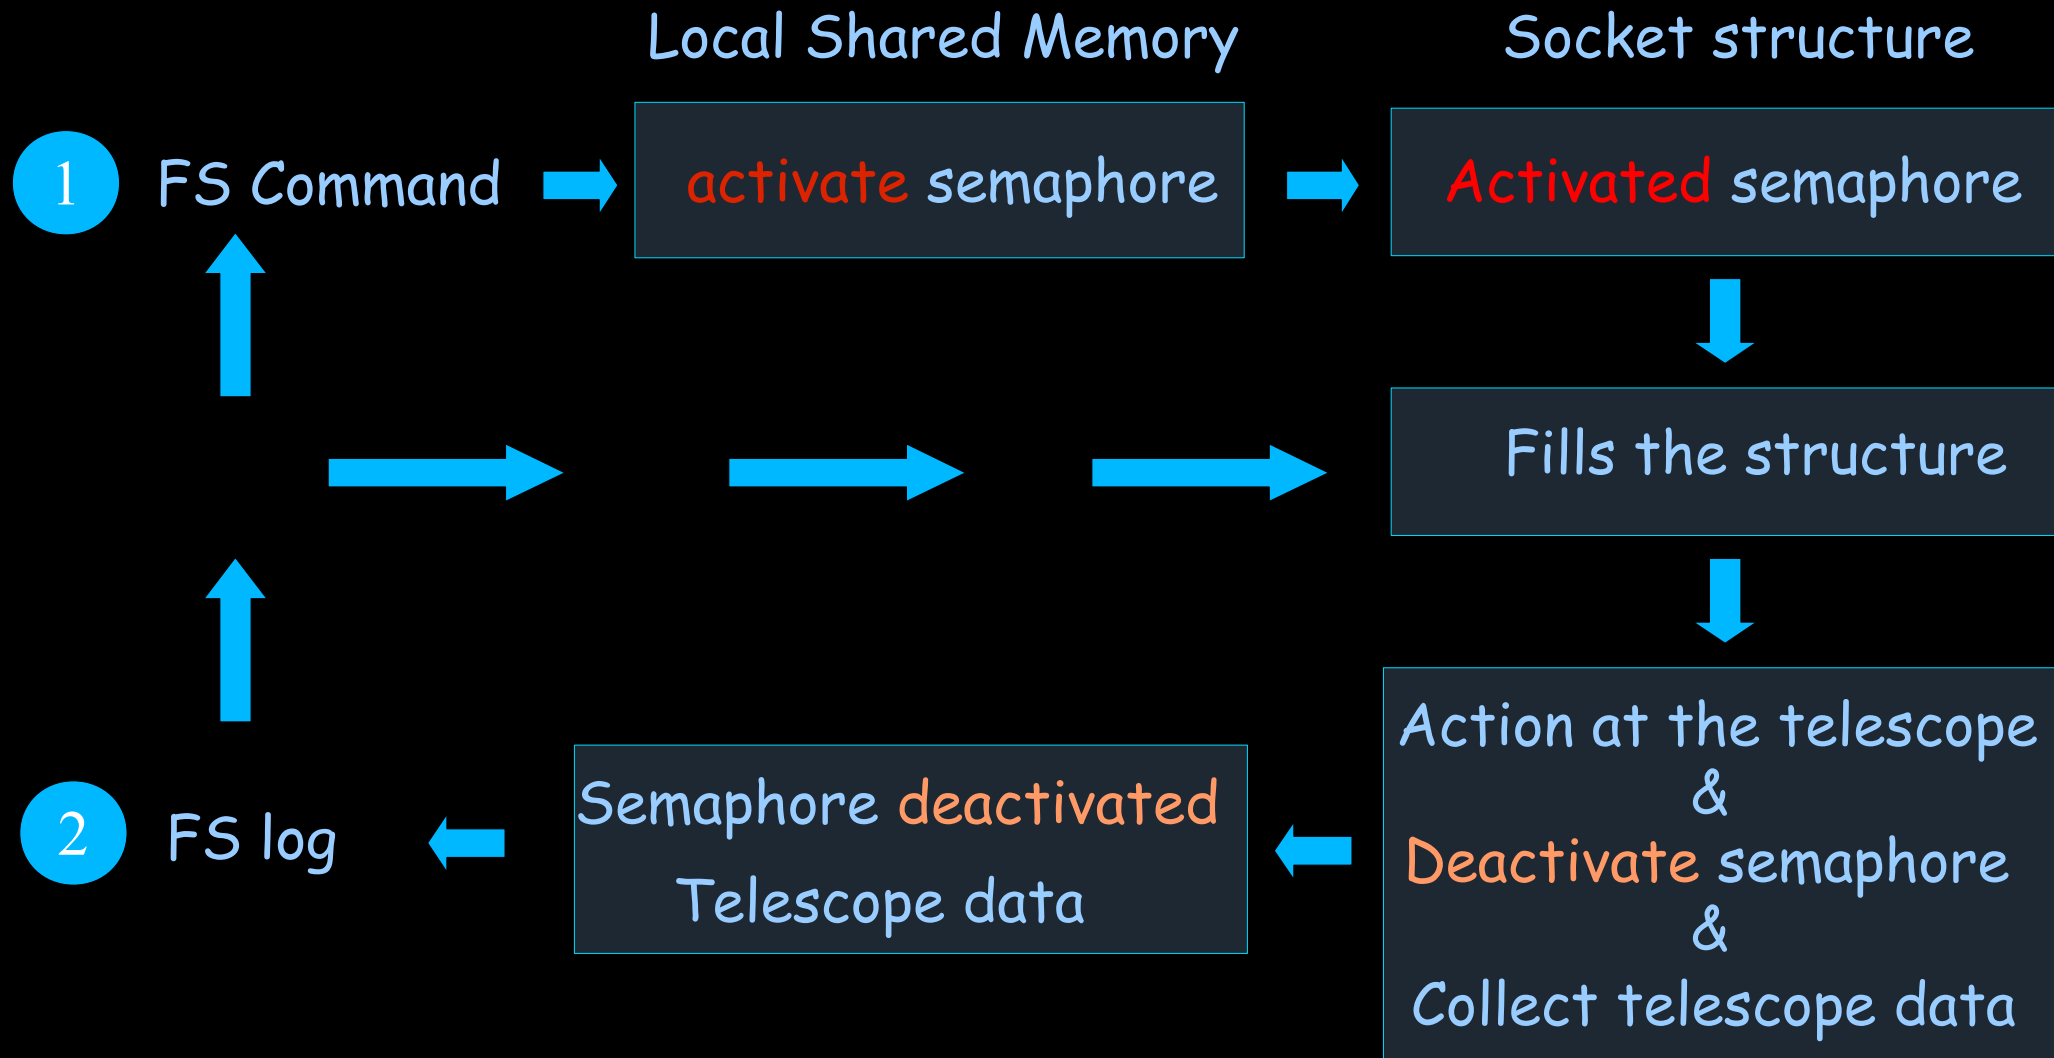 Local Shared Memory
Socket structure
1
FS Command
activate semaphore
Activated semaphore
Fills the structure
Action at the telescope
&
Deactivate semaphore
&
Collect telescope data
Semaphore deactivated
Telescope data
2
FS log